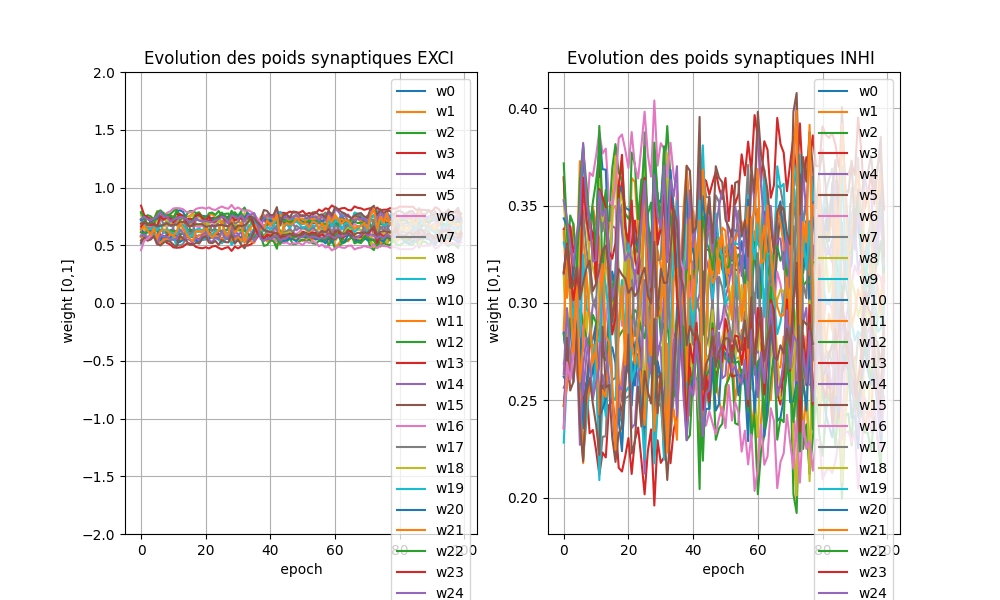 Evolution des poids synaptiques EXCI
2.0
1.5
1.0
0.5
0.0
−0.5
−1.0
−1.5
−2.0
weight [0,1]
0 20 40 60 80 100
epoch
w0
w1
w2
w3
w4
w5
w6
w7
w8
w9
w10
w11
w12
w13
w14
w15
w16
w17
w18
w19
w20
w21
w22
w23
w24
Evolution des poids synaptiques INHI
0.40
0.35
0.30
0.25
0.20
weight [0,1]
0 20 40 60 80 100
epoch
w0
w1
w2
w3
w4
w5
w6
w7
w8
w9
w10
w11
w12
w13
w14
w15
w16
w17
w18
w19
w20
w21
w22
w23
w24